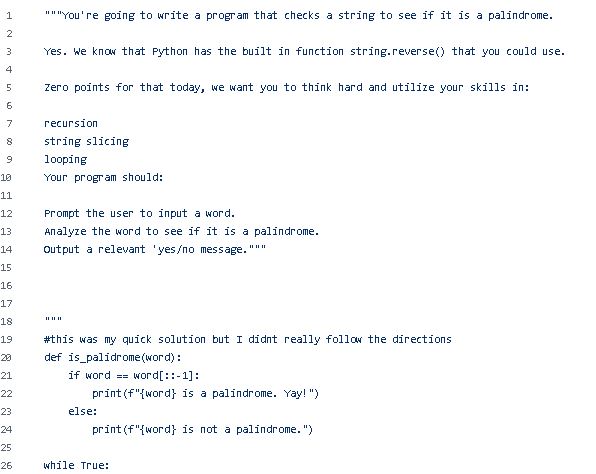 1 """You're going to write a program that checks a string to see if it is a palindrome.
2
3 Yes. We know that Python has the built in function string.reverse() that you could use.
4
5 Zero points for that today, we want you to think hard and utilize your skills in:
6
7 recursion
8 string slicing
9 looping
10 Your program should:
11
12 Prompt the user to input a word.
13 Analyze the word to see if it is a palindrome.
14 Output a relevant 'yes/no message."""
15
16
17
18 """
19 #this was my quick solution but I didnt really follow the directions
20 def is_palidrome(word):
21     if word == word[::-1]:
22         print(f"{word} is a palindrome. Yay!")
23     else:
24         print(f"{word} is not a palindrome.")
25
26 while True: